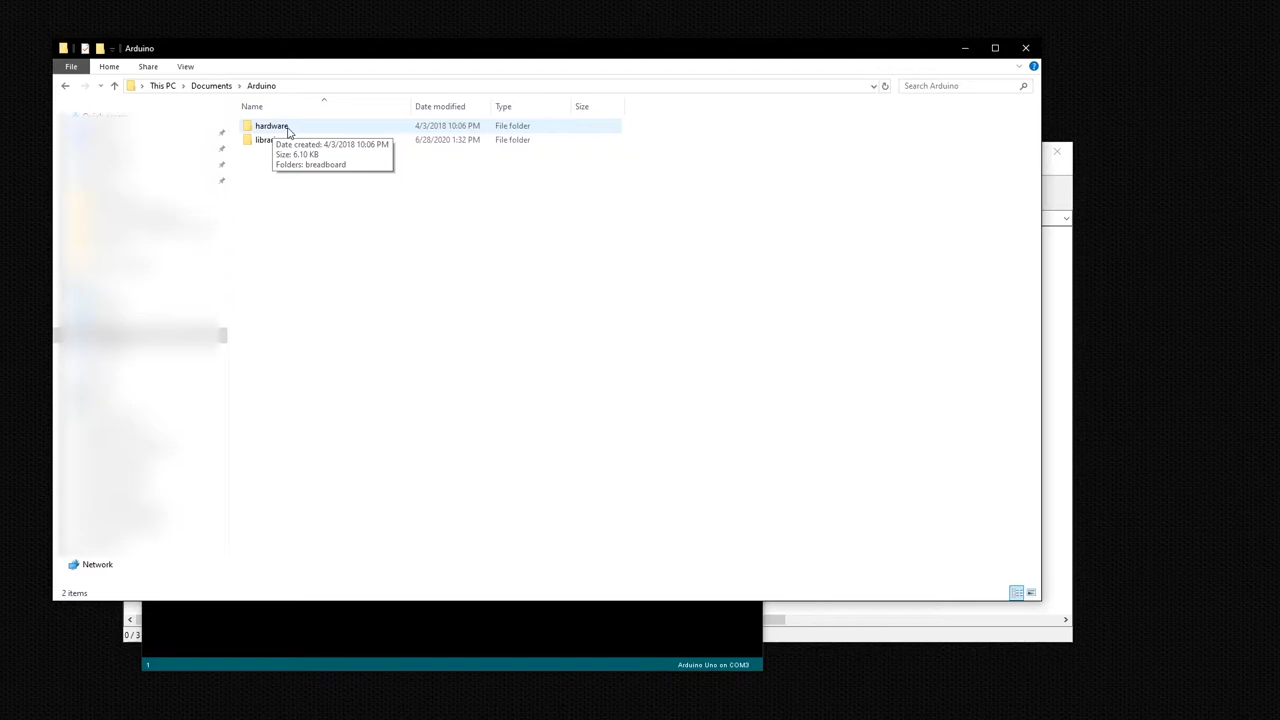 Arduino
File Home Share View
This PC Documents Arduino
Search Arduino
Name Date modified Type Size
hardware 4/3/2018 10:06 PM File folder
6/28/2020 1:32 PM File folder
Date created: 4/3/2018 10:06 PM
Size: 6.10 KB
Folders: breadboard
Network
2 items
0 / 3
1 Arduino Uno on COM3